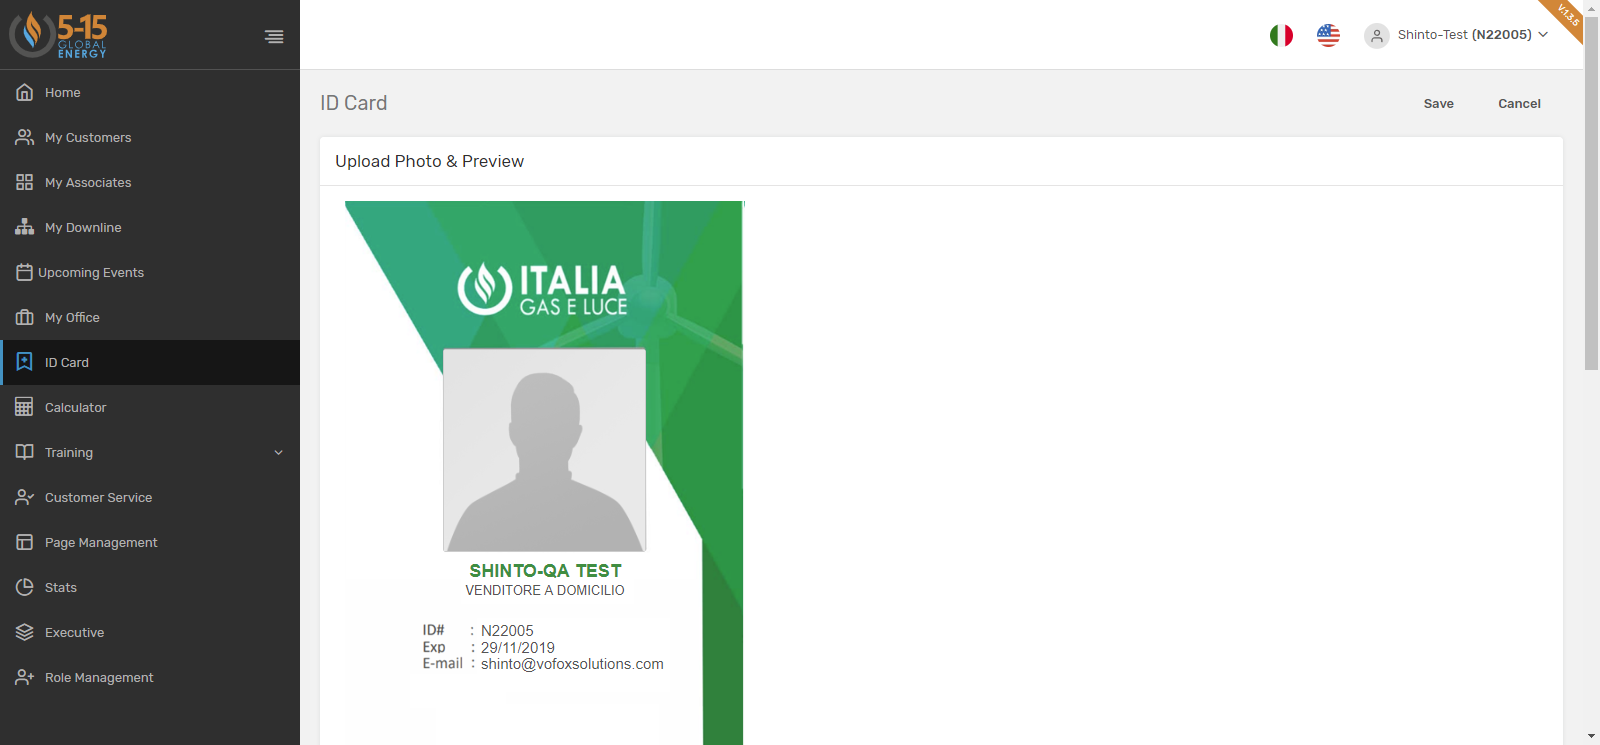 5-15
GLOBAL
ENERGY
Shinto-Test (N22005)
V.1.3.5
Home
My Customers
My Associates
My Downline
Upcoming Events
My Office
ID Card
Calculator
Training
Customer Service
Page Management
Stats
Executive
Role Management
ID Card
Save
Cancel
Upload Photo & Preview
ITALIA
GAS E LUCE
SHINTO-QA TEST
VENDITORE A DOMICILIO
ID# : N22005
Exp : 29/11/2019
E-mail : shinto@vofoxsolutions.com